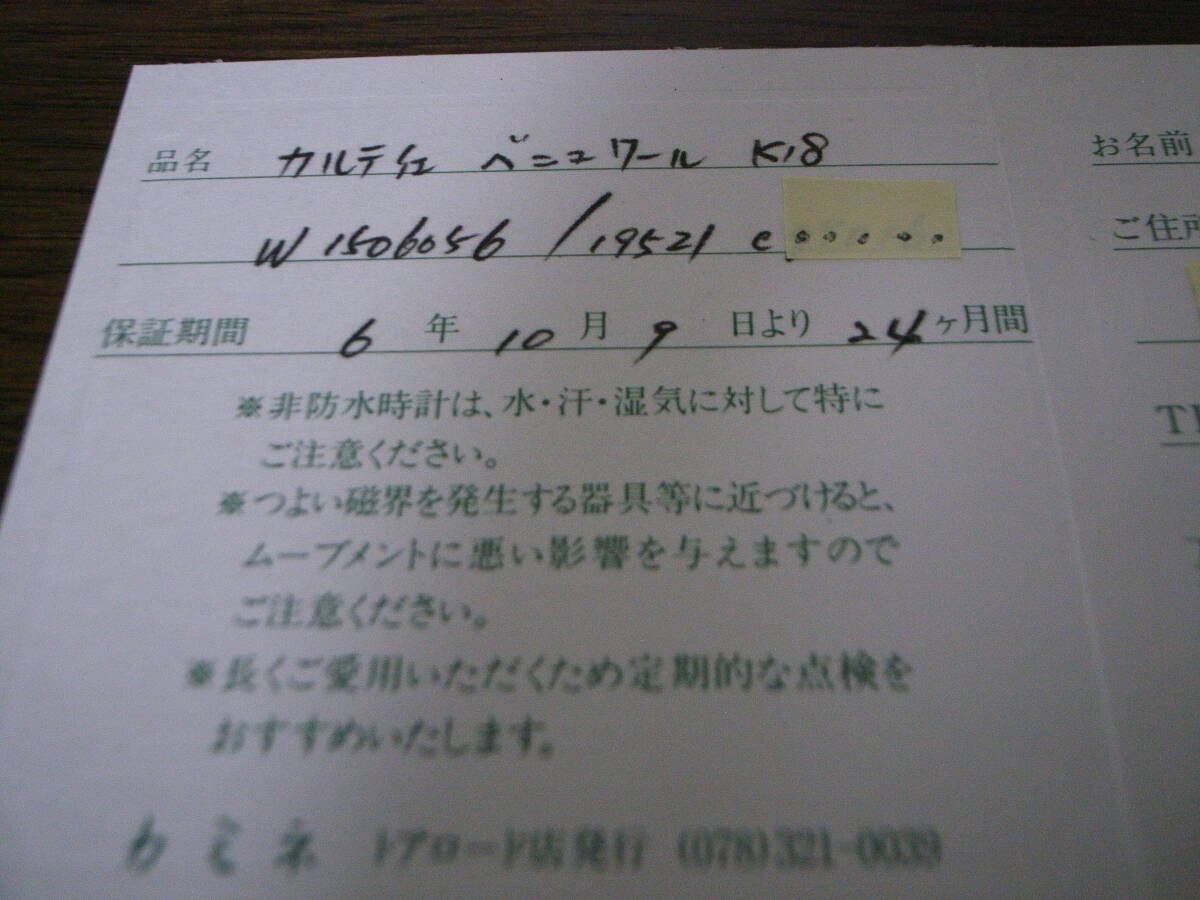 品名 カルティエ ベニュワール K18
W1506056 / 19521 c.....
保証期間 6年10月9日より24ヶ月間
※非防水時計は、水・汗・湿気に対して特に
ご注意ください。
※つよい磁界を発生する器具等に近づけると、
ムーブメントに悪い影響を与えますので
ご注意ください。
※長くご愛用いただくため定期的な点検を
おすすめいたします。
カミネ トアロード店発行 (078)321-0039
お名前
ご住所